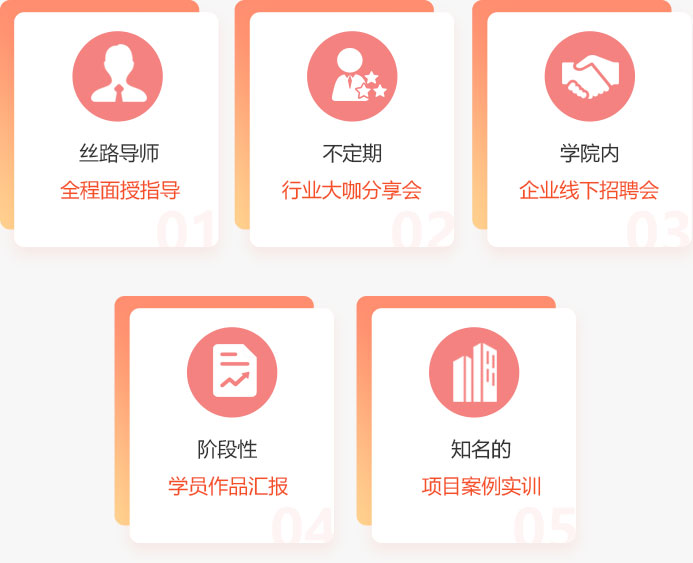 丝路导师
全程面授指导
01
不定期
行业大咖分享会
02
学院内
企业线下招聘会
03
阶段性
学员作品汇报
04
知名的
项目案例实训
05